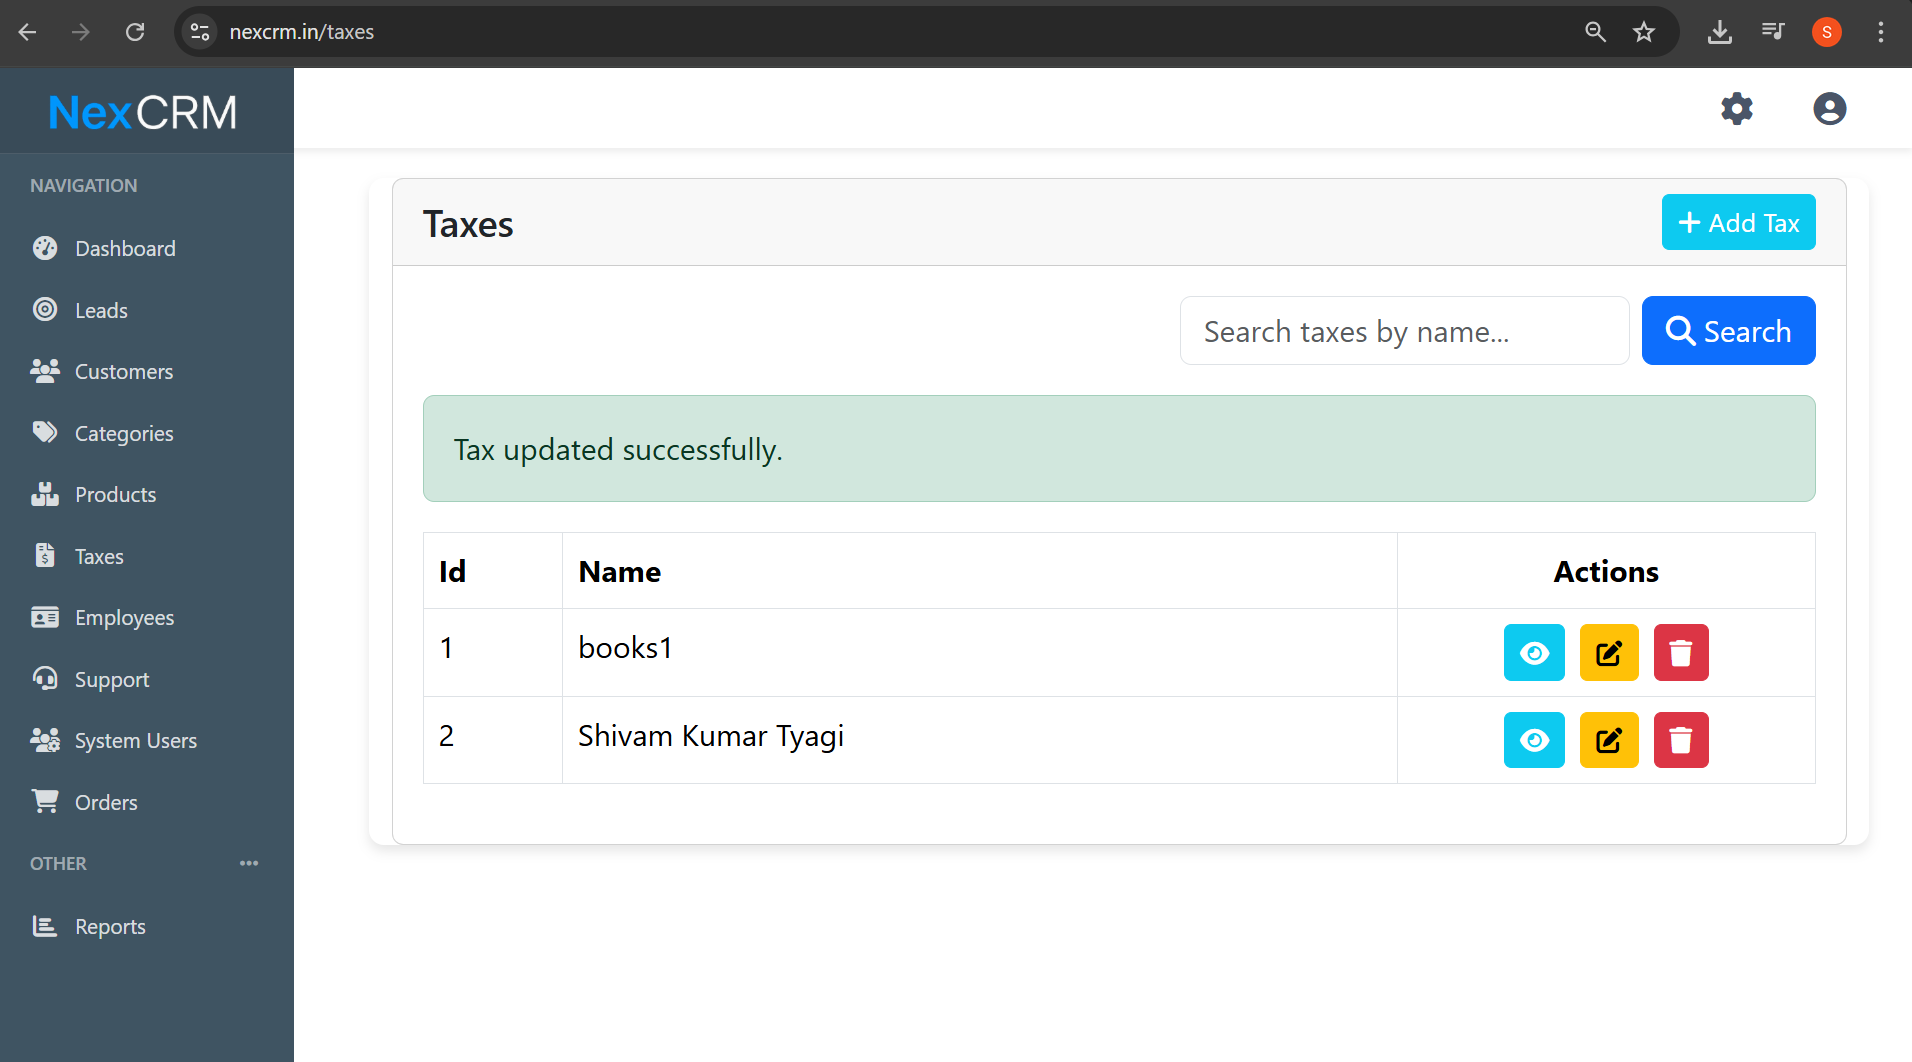 nexcrm.in/taxes
S
NexCRM
NAVIGATION
Dashboard
Leads
Customers
Categories
Products
Taxes
Employees
Support
System Users
Orders
OTHER
Reports
Taxes
Add Tax
Search taxes by name...
Search
Tax updated successfully.
Id Name Actions
1 books1
2 Shivam Kumar Tyagi